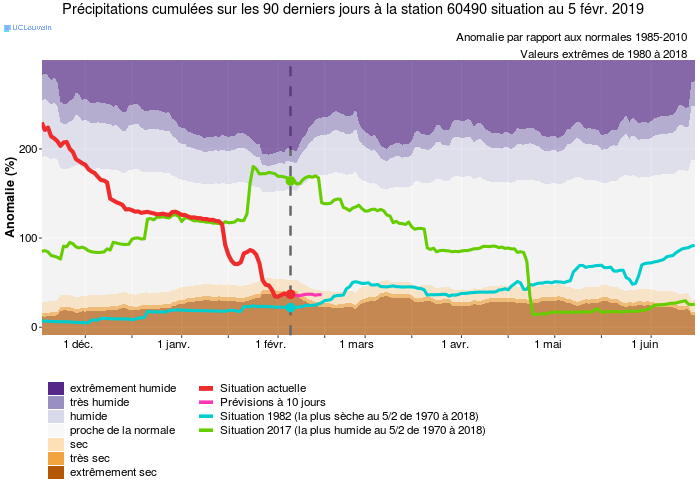 Précipitations cumulées sur les 90 derniers jours à la station 60490 situation au 5 févr. 2019
UCLouvain
Anomalie par rapport aux normales 1985-2010
Valeurs extrêmes de 1980 à 2018
Anomalie (%)
200
100
0
1 déc.
1 janv.
1 févr.
1 mars
1 avr.
1 mai
1 juin
extrêmement humide
très humide
humide
proche de la normale
sec
très sec
extrêmement sec
Situation actuelle
Prévisions à 10 jours
Situation 1982 (la plus sèche au 5/2 de 1970 à 2018)
Situation 2017 (la plus humide au 5/2 de 1970 à 2018)